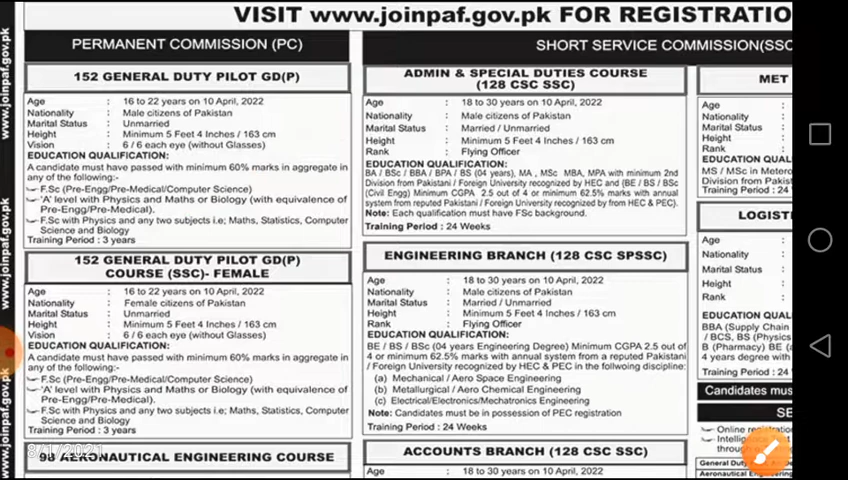 VISIT www.joinpaf.gov.pk FOR REGISTRATIO
www.joinpaf.gov.pk
www.joinpaf.gov.pk
www.joinpaf.gov.pk
PERMANENT COMMISSION (PC)
152 GENERAL DUTY PILOT GD(P)
Age : 16 to 22 years on 10 April, 2022
Nationality : Male citizens of Pakistan
Marital Status : Unmarried
Height : Minimum 5 Feet 4 Inches / 163 cm
Vision : 6 / 6 each eye (without Glasses)
EDUCATION QUALIFICATION:
A candidate must have passed with minimum 60% marks in aggregate in
any of the following:-
F.Sc (Pre-Engg/Pre-Medical/Computer Science)
'A' level with Physics and Maths or Biology (with equivalence of
Pre-Engg/Pre-Medical).
F.Sc with Physics and any two subjects i.e; Maths, Statistics, Computer
Science and Biology
Training Period : 3 years
152 GENERAL DUTY PILOT GD(P)
COURSE (SSC)- FEMALE
Age : 16 to 22 years on 10 April, 2022
Nationality : Female citizens of Pakistan
Marital Status : Unmarried
Height : Minimum 5 Feet 4 Inches / 163 cm
Vision : 6 / 6 each eye (without Glasses)
EDUCATION QUALIFICATION:
A candidate must have passed with minimum 60% marks in aggregate in
any of the following:-
F.Sc (Pre-Engg/Pre-Medical/Computer Science)
'A' level with Physics and Maths or Biology (with equivalence of
Pre-Engg/Pre-Medical).
F.Sc with Physics and any two subjects i.e; Maths, Statistics, Computer
Science and Biology
Training Period : 3 years
8/1/2021
98 AERONAUTICAL ENGINEERING COURSE
SHORT SERVICE COMMISSION(SSC
ADMIN & SPECIAL DUTIES COURSE
(128 CSC SSC)
Age : 18 to 30 years on 10 April, 2022
Nationality : Male citizens of Pakistan
Marital Status : Married / Unmarried
Height : Minimum 5 Feet 4 Inches / 163 cm
Rank : Flying Officer
EDUCATION QUALIFICATION:
BA / BSc / BBA / BPA / BS (04 years), MA , MSc MBA, MPA with minimum 2nd
Division from Pakistani / Foreign University recognized by HEC and (BE / BS / BSc
(Civil Engg) Minimum CGPA 2.5 out of 4 or minimum 62.5% marks with annual
system from reputed Pakistani / Foreign University recognized by from HEC & PEC).
Note: Each qualification must have FSc background.
Training Period : 24 Weeks
ENGINEERING BRANCH (128 CSC SPSSC)
Age : 18 to 30 years on 10 April, 2022
Nationality : Male citizens of Pakistan
Marital Status : Married / Unmarried
Height : Minimum 5 Feet 4 Inches / 163 cm
Rank : Flying Officer
EDUCATION QUALIFICATION:
BE / BS / BSc (04 years Engineering Degree) Minimum CGPA 2.5 out of
4 or minimum 62.5% marks with annual system from a reputed Pakistani
/ Foreign University recognized by HEC & PEC in the follwoing discipline:
(a) Mechanical / Aero Space Engineering
(b) Metallurgical / Aero Chemical Engineering
(c) Electrical/Electronics/Mechatronics Engineering
Note: Candidates must be in possession of PEC registration
Training Period : 24 Weeks
ACCOUNTS BRANCH (128 CSC SSC)
Age : 18 to 30 years on 10 April, 2022
MET
Age
Nationality
Marital Status
Height
Rank
EDUCATION QUALIF
MS / MSc in Metero
Division from Pakist
Training Period : 24
LOGIST
Age
Nationality
Marital Status
Height
Rank
EDUCATION QUALIF
BBA (Supply Chain
/ BCS, BS (Physics
B (Pharmacy) BE (
4 years degree with
Training Period : 24 W
Candidates mus
SE
Online registra
Intelligence
through
General Duty
Aeronautical Eng